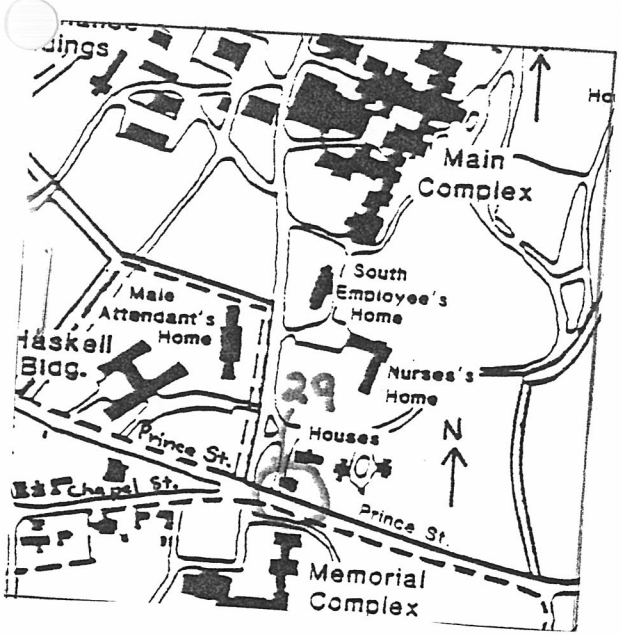 dings
Ho
Main
Complex
South
Employee's
Home
Male
Attendant's
Home
Haskell
Bldg.
Nurses's
Home
29
Houses
N
Prince St.
Chapel St.
Prince St.
P
P
Memorial
Complex